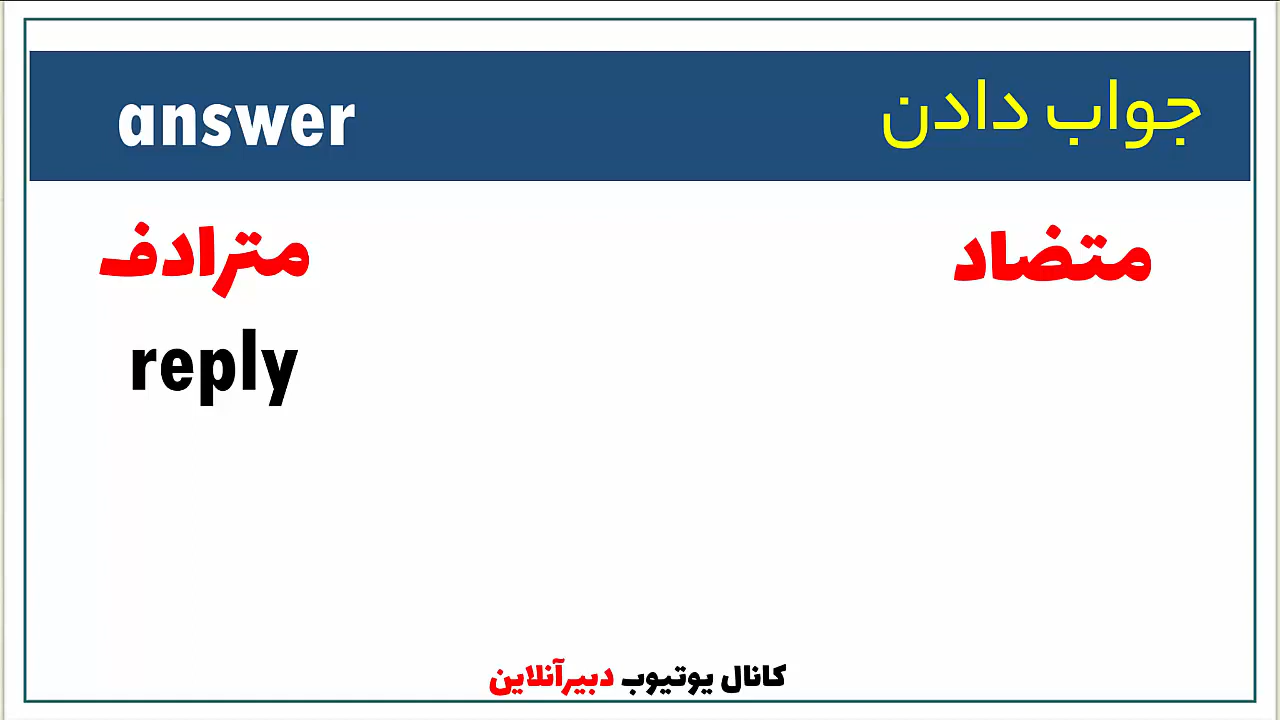 answer جواب دادن
مترادف متضاد
reply
کانال یوتیوب دبیرآنلاین